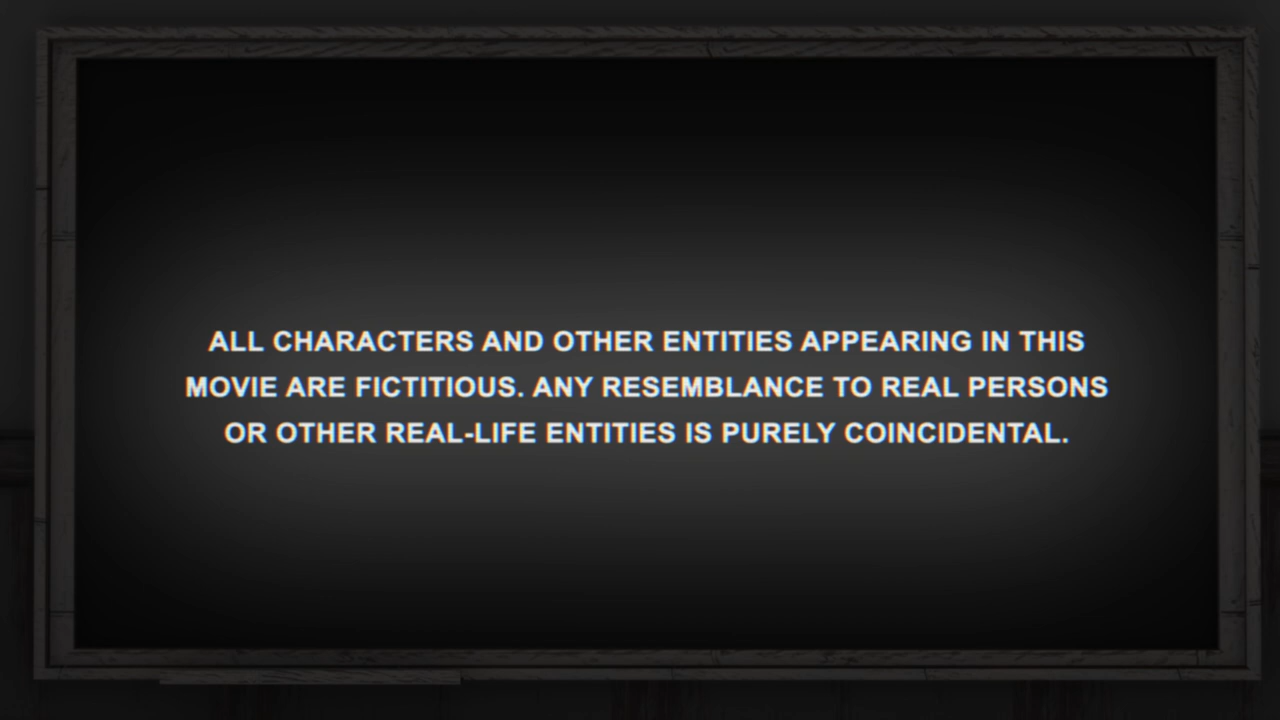 ALL CHARACTERS AND OTHER ENTITIES APPEARING IN THIS
MOVIE ARE FICTITIOUS. ANY RESEMBLANCE TO REAL PERSONS
OR OTHER REAL-LIFE ENTITIES IS PURELY COINCIDENTAL.